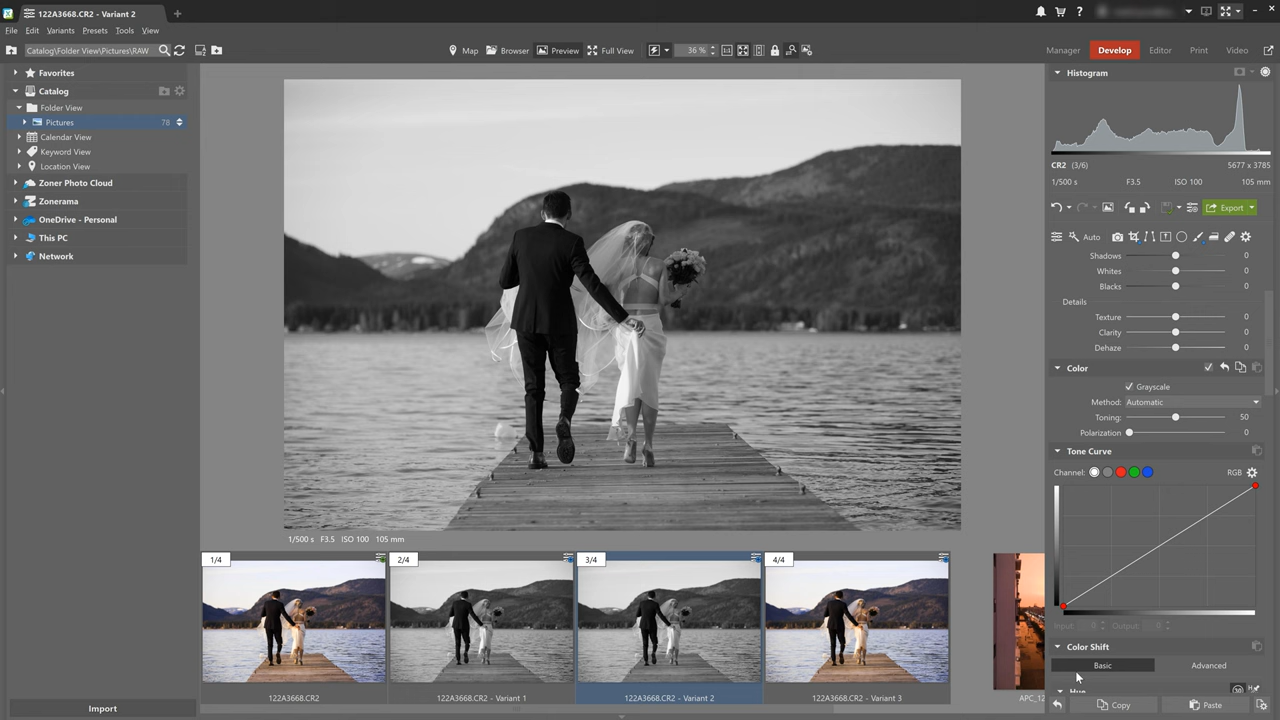 122A3668.CR2 - Variant 2
File Edit Variants Presets Tools View
Catalog\Folder View\Pictures\RAW
Map Browser Preview Full View 36 %
Manager Develop Editor Print Video
Favorites
Catalog
Folder View
Pictures 78
Calendar View
Keyword View
Location View
Zoner Photo Cloud
Zonerama
OneDrive - Personal
This PC
Network
Import
1/500 s F3.5 ISO 100 105 mm
1/4 2/4 3/4 4/4
122A3668.CR2 122A3668.CR2 - Variant 1 122A3668.CR2 - Variant 2 122A3668.CR2 - Variant 3 APC_12
Histogram
CR2 (3/6) 5677 x 3785
1/500 s F3.5 ISO 100 105 mm
Export
Auto
Shadows 0
Whites 0
Blacks 0
Details
Texture 0
Clarity 0
Dehaze 0
Color
Grayscale
Method: Automatic
Toning: 50
Polarization 0
Tone Curve
Channel: RGB
Input: 0 Output: 0
Color Shift
Basic Advanced
Hue
Copy Paste